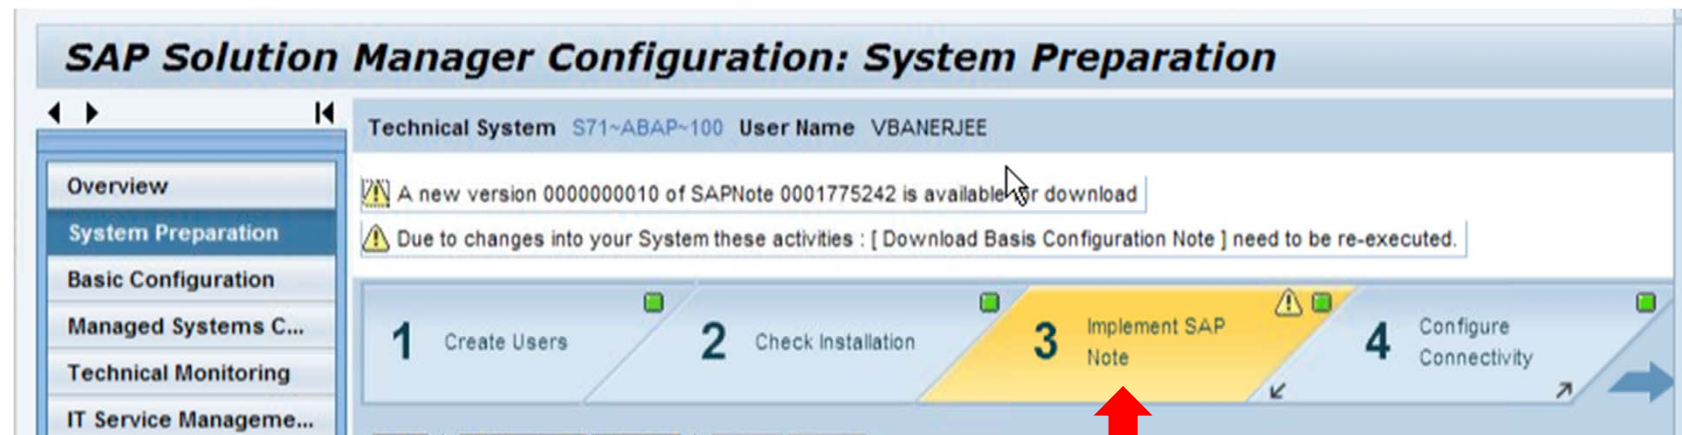 SAP Solution Manager Configuration: System Preparation
Technical System S71~ABAP~100 User Name VBANERJEE
Overview
System Preparation
Basic Configuration
Managed Systems C...
Technical Monitoring
IT Service Manageme...
A new version 0000000010 of SAPNote 0001775242 is available for download
Due to changes into your System these activities : [ Download Basis Configuration Note ] need to be re-executed.
1 Create Users
2 Check Installation
3 Implement SAP
Note
4 Configure
Connectivity